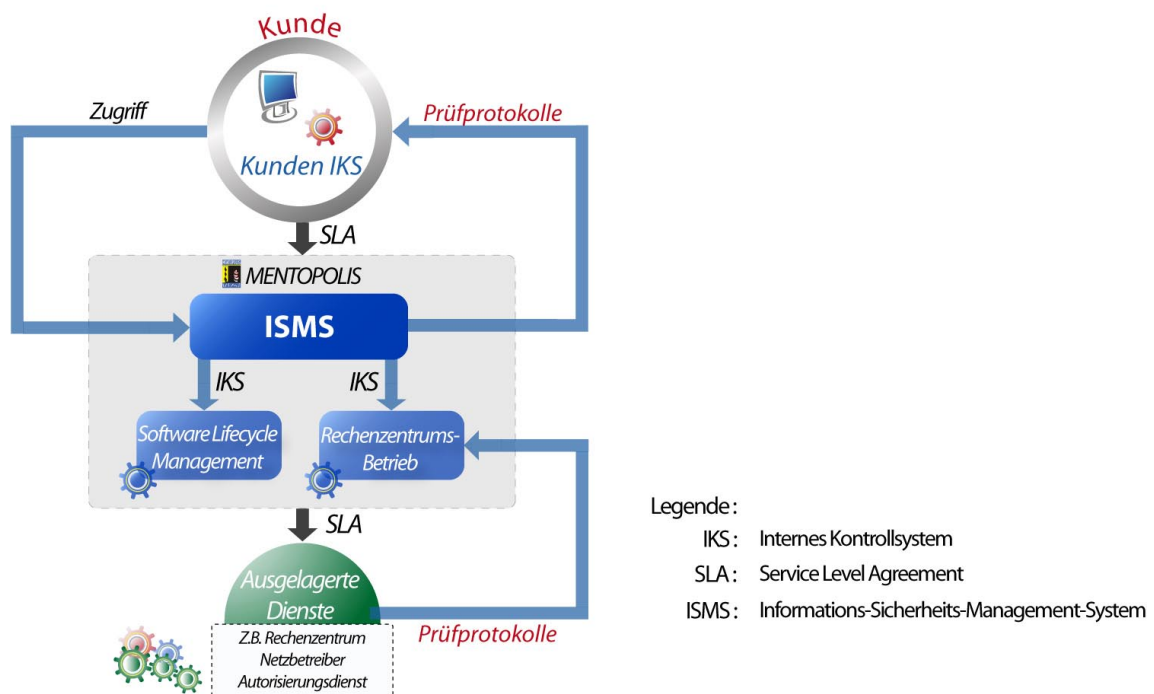 Kunde
Zugriff
Prüfprotokolle
Kunden IKS
SLA
MENTOPOLIS
ISMS
IKS
IKS
Software Lifecycle
Management
Rechenzentrums-
Betrieb
SLA
Ausgelagerte
Dienste
Prüfprotokolle
Z.B. Rechenzentrum
Netzbetreiber
Autorisierungsdienst
Legende:
IKS: Internes Kontrollsystem
SLA: Service Level Agreement
ISMS: Informations-Sicherheits-Management-System